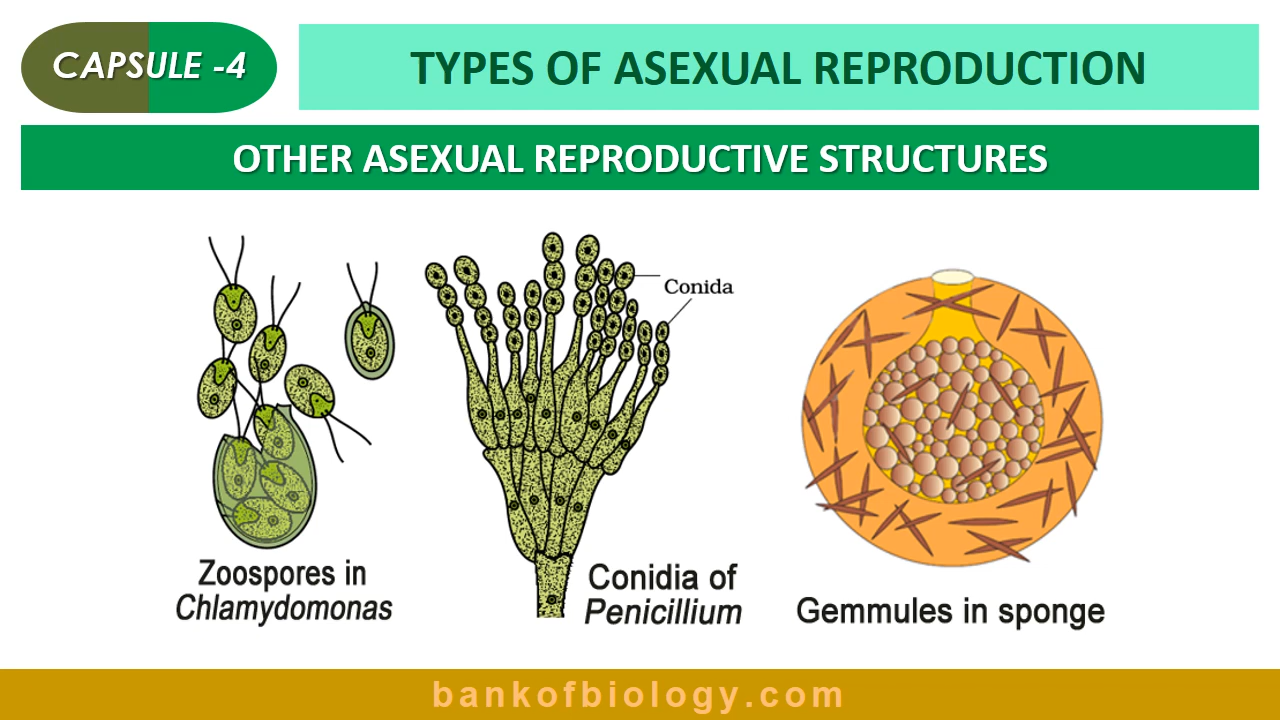 CAPSULE -4
TYPES OF ASEXUAL REPRODUCTION
OTHER ASEXUAL REPRODUCTIVE STRUCTURES
Conida
Zoospores in
Chlamydomonas
Conidia of
Penicillium
Gemmules in sponge
bankofbiology.com